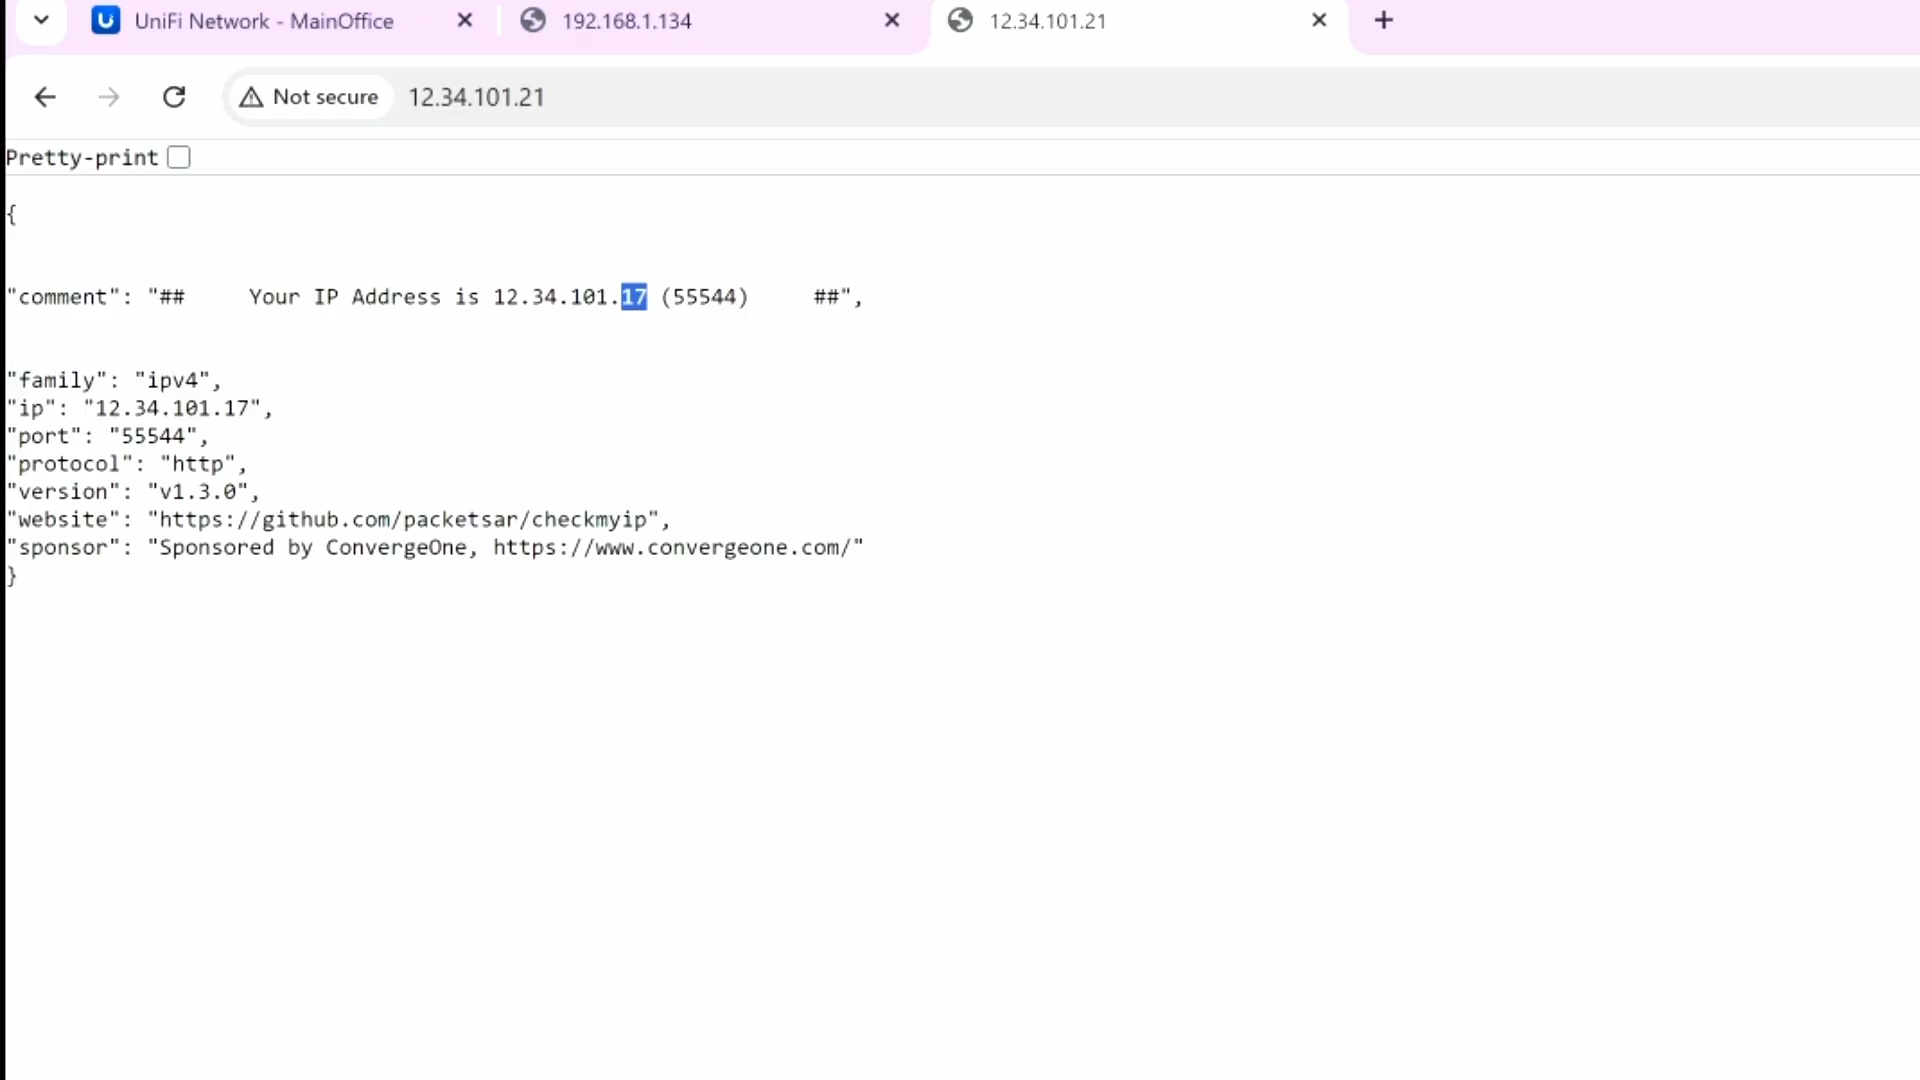 UniFi Network - MainOffice
192.168.1.134
12.34.101.21
Not secure
12.34.101.21
Pretty-print
{
"comment": "##     Your IP Address is 12.34.101.17 (55544)     ##",
"family": "ipv4",
"ip": "12.34.101.17",
"port": "55544",
"protocol": "http",
"version": "v1.3.0",
"website": "https://github.com/packetsar/checkmyip",
"sponsor": "Sponsored by ConvergeOne, https://www.convergeone.com/"
}